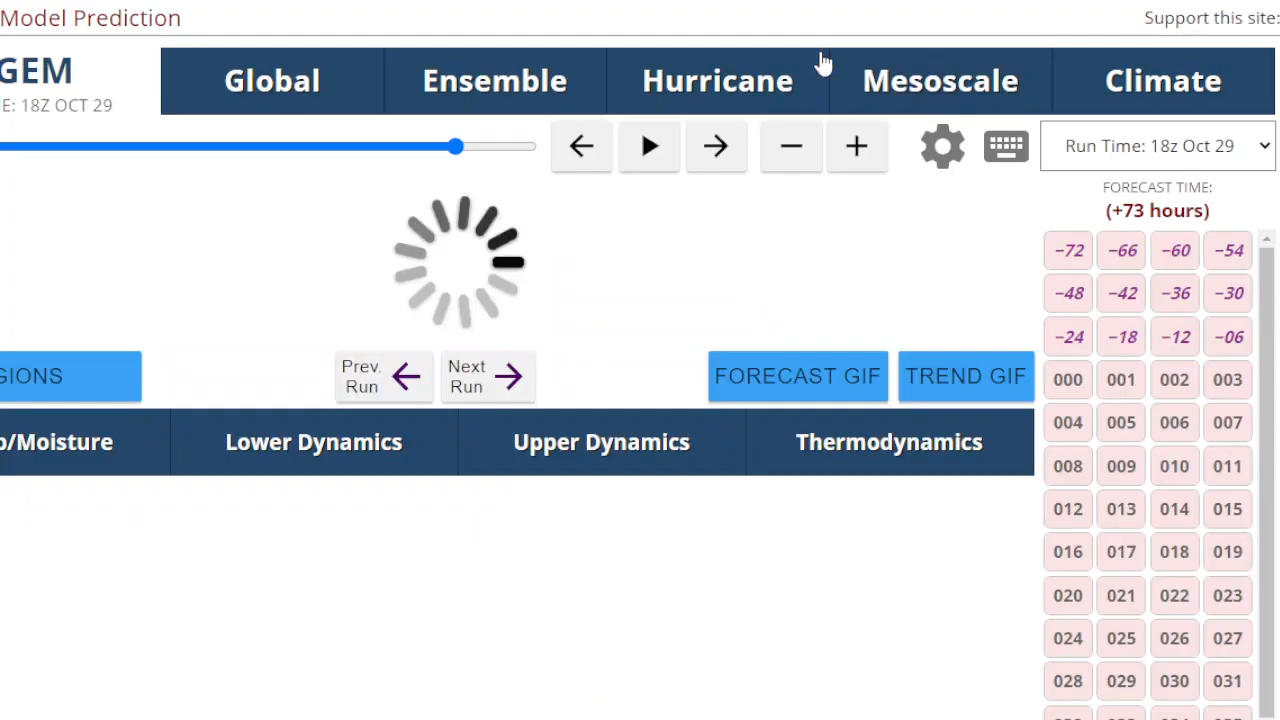 Model Prediction
Support this site:
GEM
E: 18Z OCT 29
Global
Ensemble
Hurricane
Mesoscale
Climate
Run Time: 18z Oct 29
FORECAST TIME:
(+73 hours)
−72 −66 −60 −54
−48 −42 −36 −30
−24 −18 −12 −06
000 001 002 003
004 005 006 007
008 009 010 011
012 013 014 015
016 017 018 019
020 021 022 023
024 025 026 027
028 029 030 031
GIONS
Prev. Run
Next Run
FORECAST GIF
TREND GIF
p/Moisture
Lower Dynamics
Upper Dynamics
Thermodynamics